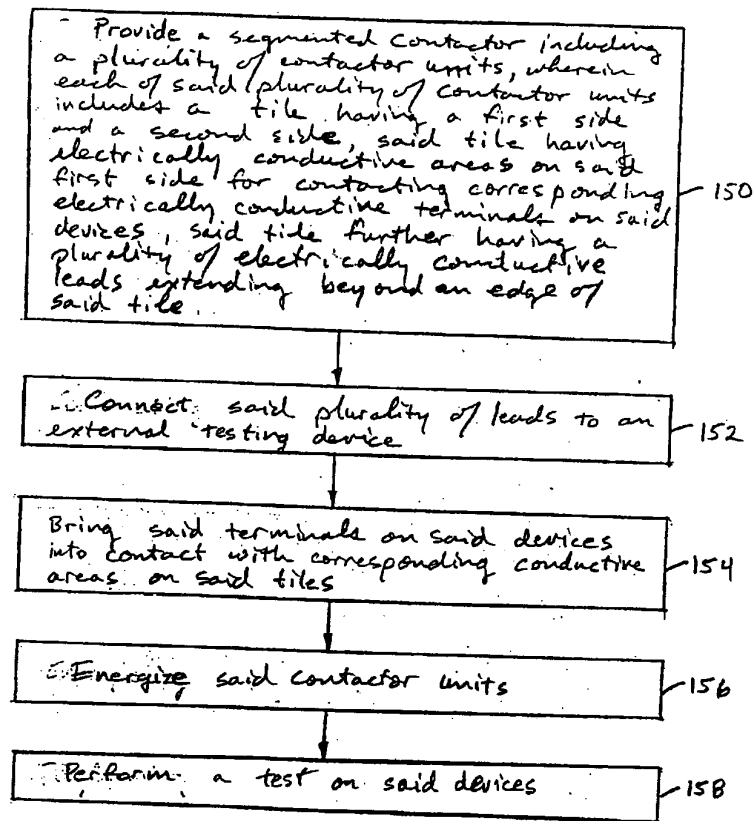 Provide a segmented contactor including
a plurality of contactor units, wherein
each of said plurality of contactor units
includes a tile having a first side
and a second side, said tile having
electrically conductive areas on said
first side for contacting corresponding
electrically conductive terminals on said
devices, said tile further having a
plurality of electrically conductive
leads extending beyond an edge of
said tile.
150
Connect said plurality of leads to an
external testing device
152
Bring said terminals on said devices
into contact with corresponding conductive
areas on said tiles
154
Energize said contactor units
156
Perform a test on said devices
158